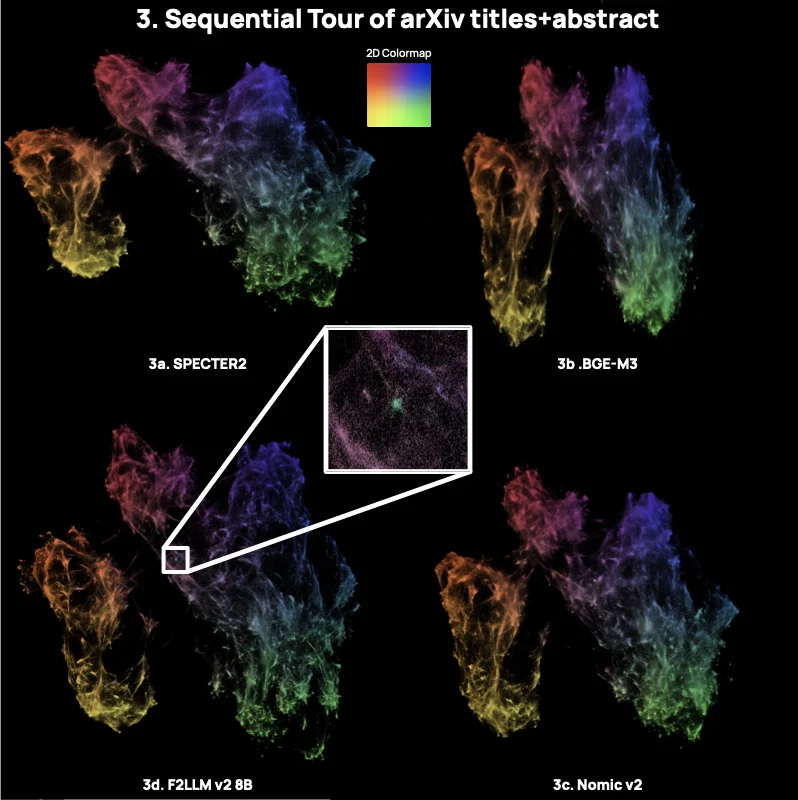 3. Sequential Tour of arXiv titles+abstract
2D Colormap
3a. SPECTER2
3b .BGE-M3
3d. F2LLM v2 8B
3c. Nomic v2